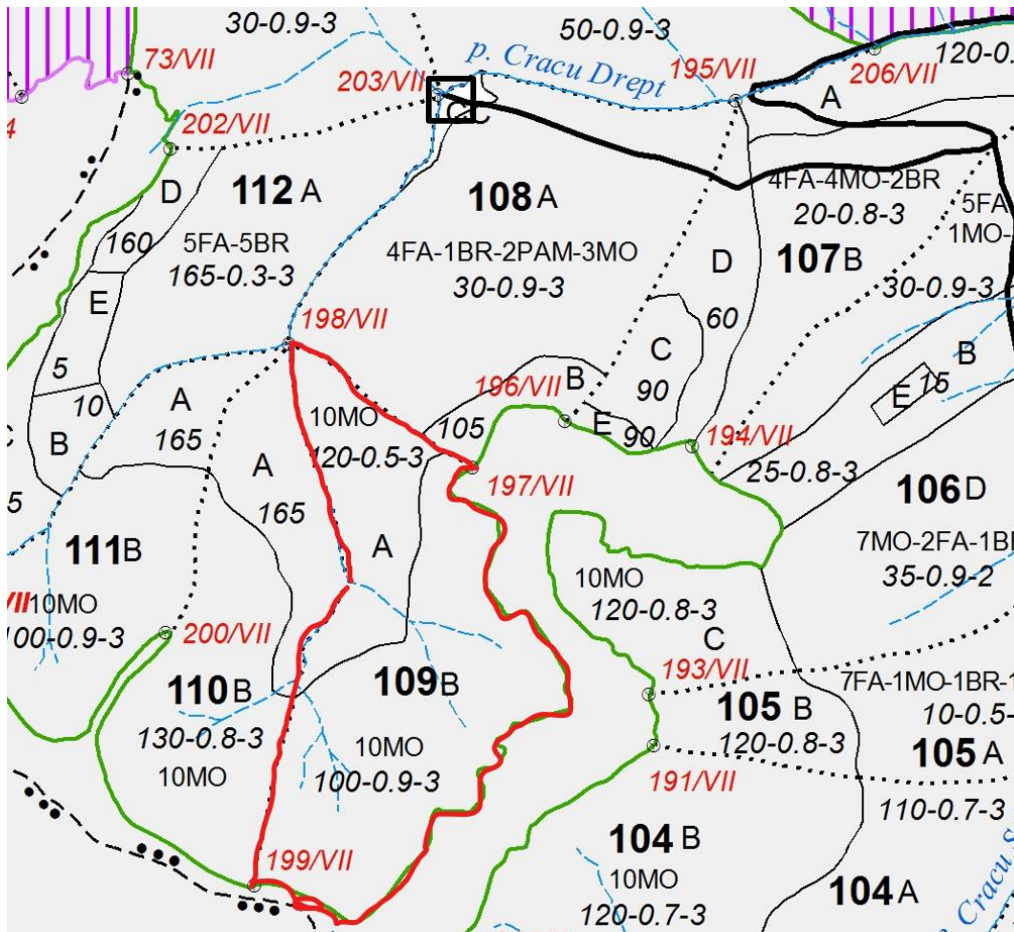 30-0.9-3
50-0.9-3
120-0.
73/VII
203/VII
p. Cracu Drept
195/VII
206/VII
A
202/VII
D
112 A
108 A
4FA-4MO-2BR
20-0.8-3
5FA
1MO-
160
5FA-5BR
165-0.3-3
4FA-1BR-2PAM-3MO
30-0.9-3
D
107 B
30-0.9-3
E
60
198/VII
C
B
5
10
A
196/VII
B
90
E
15
165
10MO
105
E
90
194/VII
B
120-0.5-3
25-0.8-3
A
197/VII
106 D
5
165
111 B
A
7MO-2FA-1BR
35-0.9-2
10MO
120-0.8-3
VII
10MO
100-0.9-3
200/VII
C
193/VII
110 B
109 B
7FA-1MO-1BR-1
105 B
10-0.5-
130-0.8-3
10MO
10MO
100-0.9-3
120-0.8-3
105 A
191/VII
110-0.7-3
199/VII
104 B
10MO
120-0.7-3
104 A
Cracu S